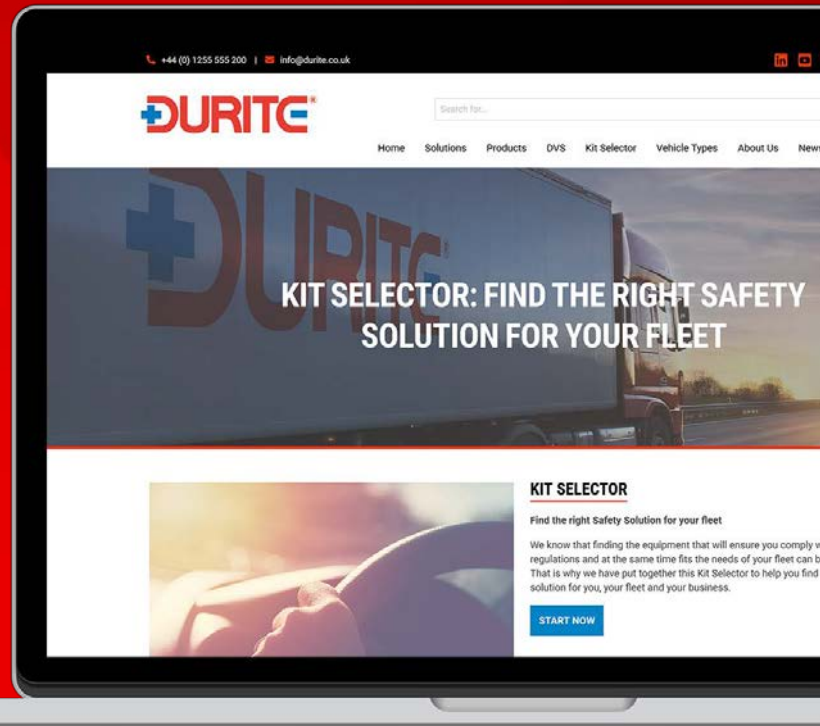 +44 (0) 1255 555 200 | info@durite.co.uk
DURITE®
Search for...
Home Solutions Products DVS Kit Selector Vehicle Types About Us News
DURITE
KIT SELECTOR: FIND THE RIGHT SAFETY
SOLUTION FOR YOUR FLEET
KIT SELECTOR
Find the right Safety Solution for your fleet
We know that finding the equipment that will ensure you comply w
regulations and at the same time fits the needs of your fleet can b
That is why we have put together this Kit Selector to help you find
solution for you, your fleet and your business.
START NOW